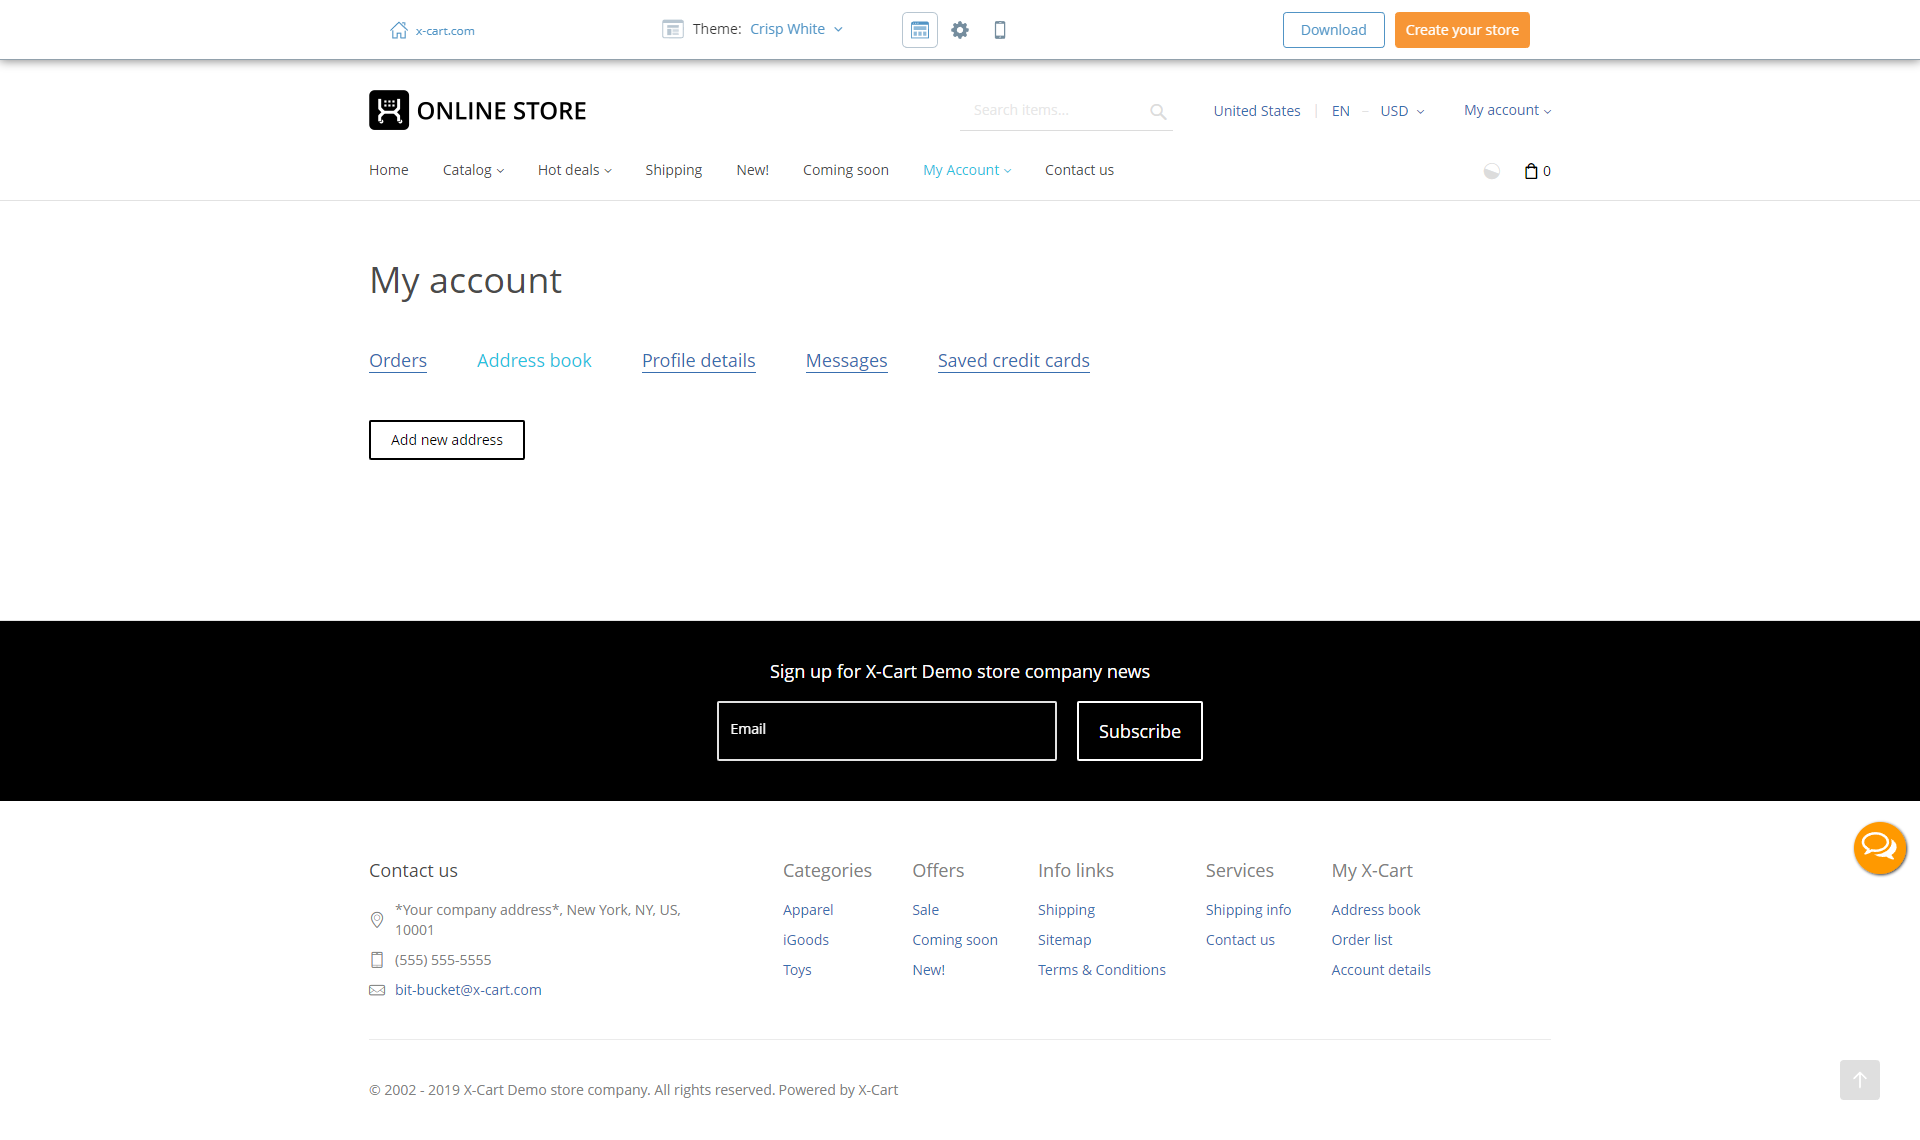 x-cart.com
Theme: Crisp White
Download
Create your store
ONLINE STORE
Search items...
United States
EN – USD
My account
Home
Catalog
Hot deals
Shipping
New!
Coming soon
My Account
Contact us
0
My account
Orders
Address book
Profile details
Messages
Saved credit cards
Add new address
Sign up for X-Cart Demo store company news
Email
Subscribe
Contact us
*Your company address*, New York, NY, US,
10001
(555) 555-5555
bit-bucket@x-cart.com
Categories
Apparel
iGoods
Toys
Offers
Sale
Coming soon
New!
Info links
Shipping
Sitemap
Terms & Conditions
Services
Shipping info
Contact us
My X-Cart
Address book
Order list
Account details
© 2002 - 2019 X-Cart Demo store company. All rights reserved. Powered by X-Cart